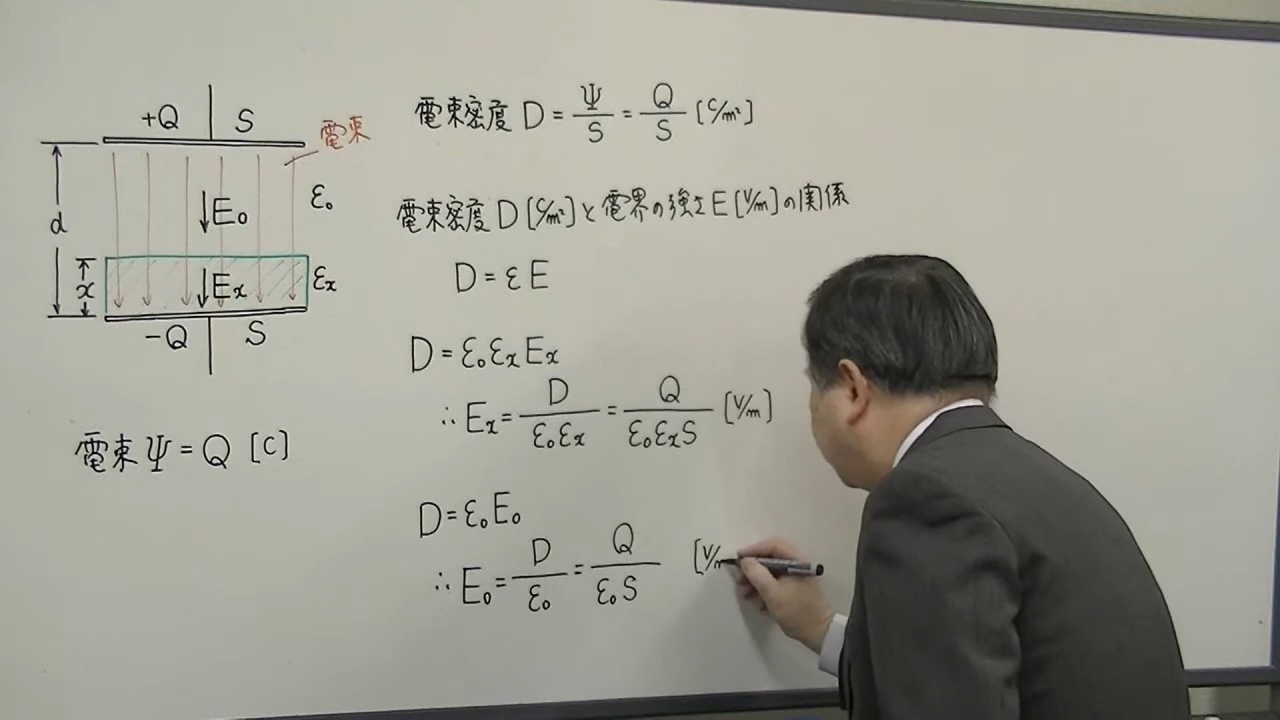 +Q S
電束
d
E₀ ε₀
x
Eₓ εₓ
-Q S
電束 Ψ = Q [C]
電束密度 D = Ψ/S = Q/S [C/m²]
電束密度 D [C/m²] と 電界の強さ E [V/m] の関係
D = εE
D = ε₀εₓEₓ
∴ Eₓ = D/ε₀εₓ = Q/ε₀εₓS [V/m]
D = ε₀E₀
∴ E₀ = D/ε₀ = Q/ε₀S [V/m